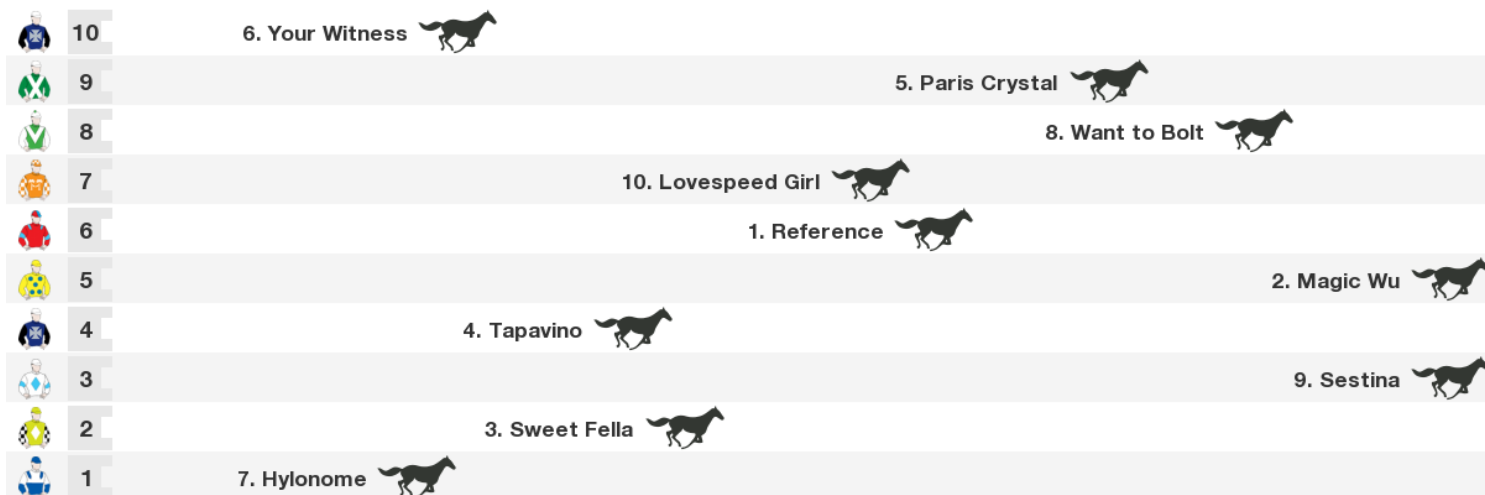 10 6. Your Witness
9 5. Paris Crystal
8 8. Want to Bolt
7 10. Lovespeed Girl
6 1. Reference
5 2. Magic Wu
4 4. Tapavino
3 9. Sestina
2 3. Sweet Fella
1 7. Hylonome